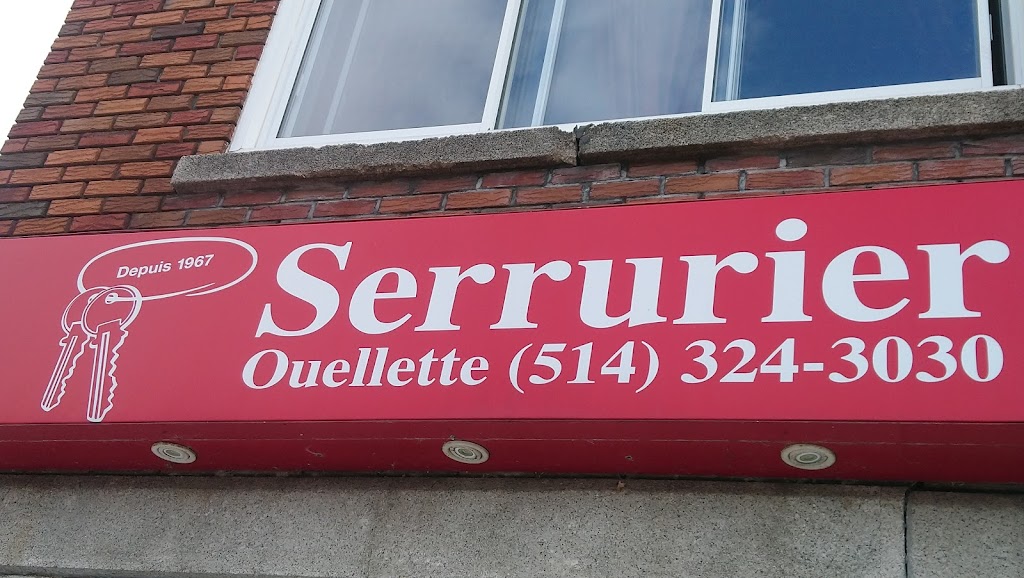 Depuis 1967
Serrurier
Ouellette (514) 324-3030